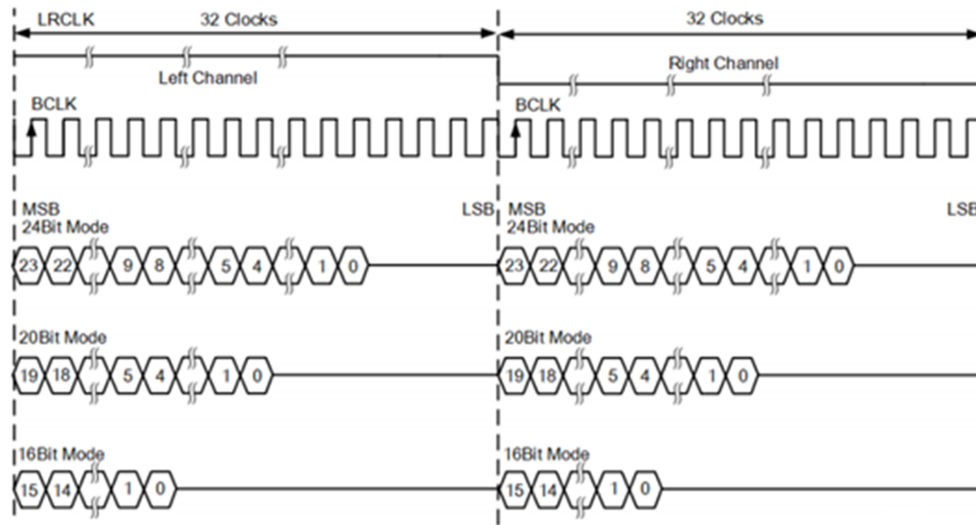 LRCLK 32 Clocks 32 Clocks
Left Channel Right Channel
BCLK BCLK
MSB LSB MSB LSB
24Bit Mode 24Bit Mode
23 22 9 8 5 4 1 0 23 22 9 8 5 4 1 0
20Bit Mode 20Bit Mode
19 18 5 4 1 0 19 18 5 4 1 0
16Bit Mode 16Bit Mode
15 14 1 0 15 14 1 0